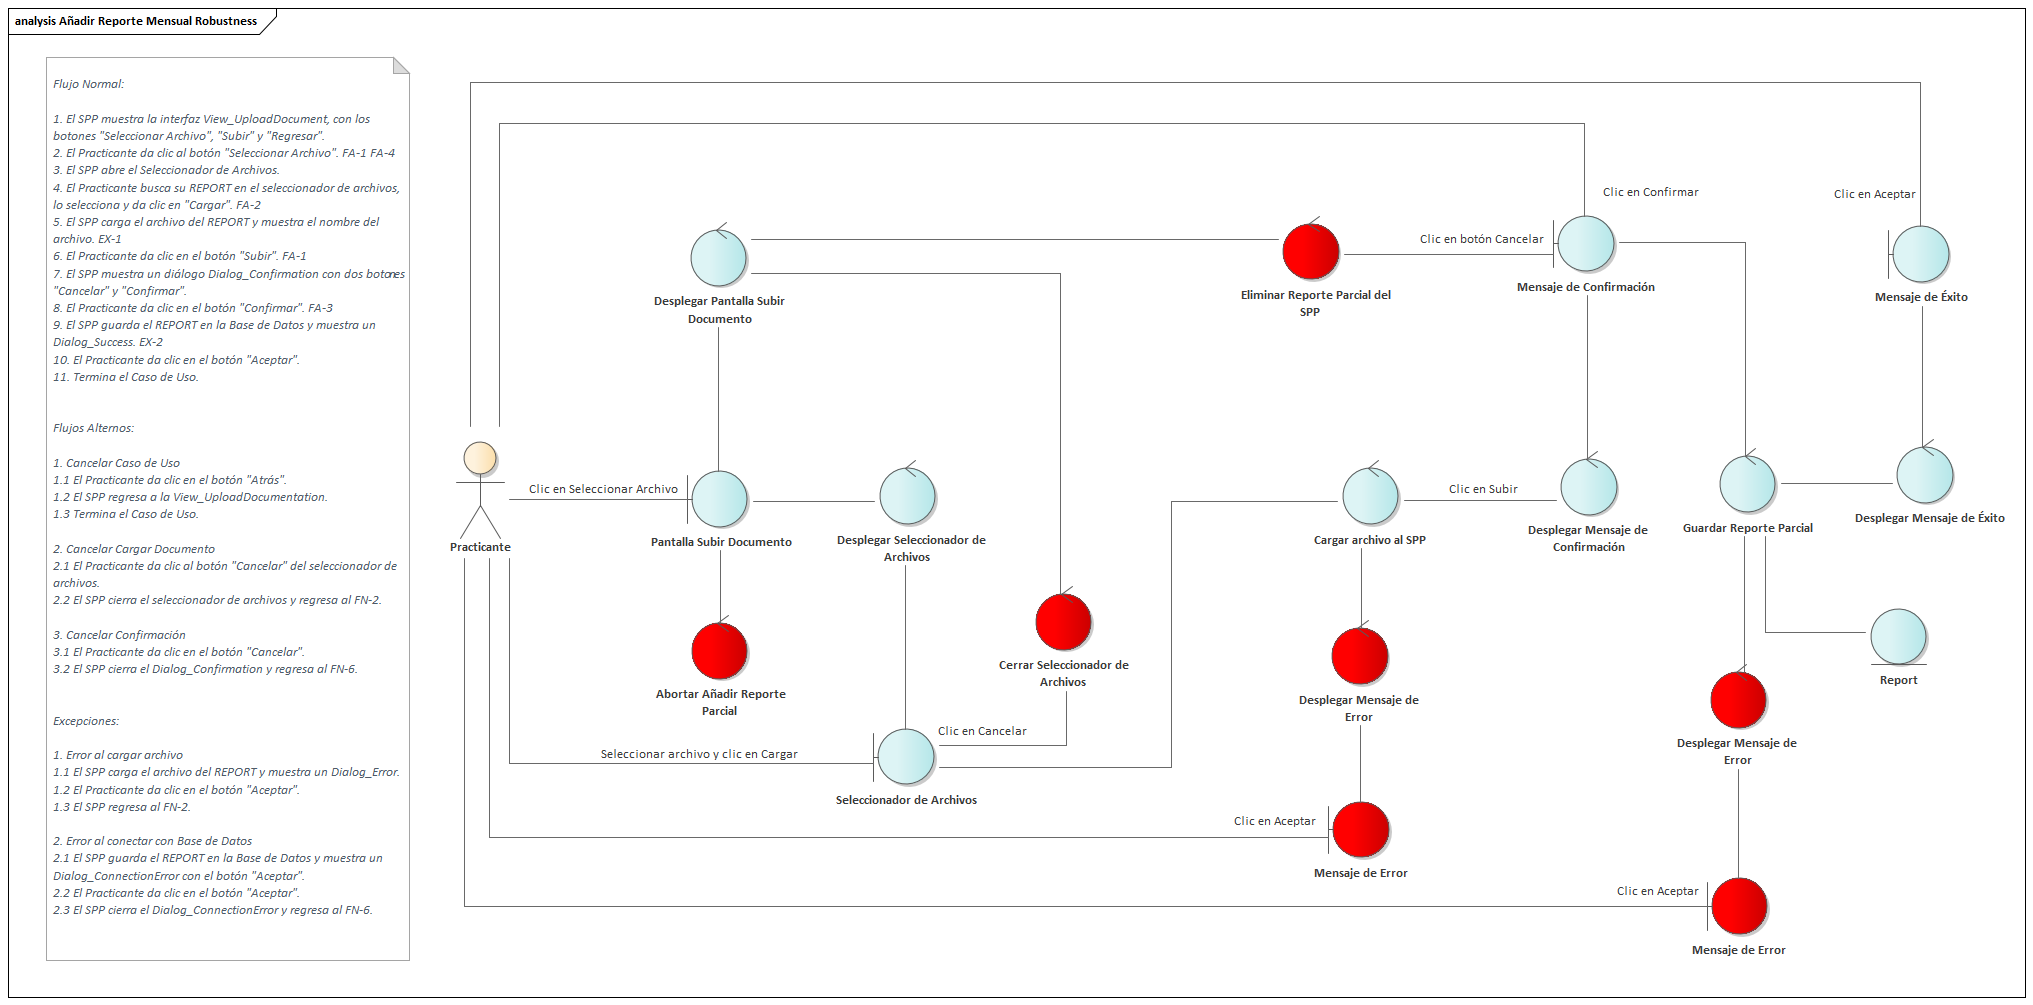 analysis Añadir Reporte Mensual Robustness
Flujo Normal:
1. El SPP muestra la interfaz View_UploadDocument, con los
botones "Seleccionar Archivo", "Subir" y "Regresar".
2. El Practicante da clic al botón "Seleccionar Archivo". FA-1 FA-4
3. El SPP abre el Seleccionador de Archivos.
4. El Practicante busca su REPORT en el seleccionador de archivos,
lo selecciona y da clic en "Cargar". FA-2
5. El SPP carga el archivo del REPORT y muestra el nombre del
archivo. EX-1
6. El Practicante da clic en el botón "Subir". FA-1
7. El SPP muestra un diálogo Dialog_Confirmation con dos botones
"Cancelar" y "Confirmar".
8. El Practicante da clic en el botón "Confirmar". FA-3
9. El SPP guarda el REPORT en la Base de Datos y muestra un
Dialog_Success. EX-2
10. El Practicante da clic en el botón "Aceptar".
11. Termina el Caso de Uso.
Flujos Alternos:
1. Cancelar Caso de Uso
1.1 El Practicante da clic en el botón "Atrás".
1.2 El SPP regresa a la View_UploadDocumentation.
1.3 Termina el Caso de Uso.
2. Cancelar Cargar Documento
2.1 El Practicante da clic al botón "Cancelar" del seleccionador de
archivos.
2.2 El SPP cierra el seleccionador de archivos y regresa al FN-2.
3. Cancelar Confirmación
3.1 El Practicante da clic en el botón "Cancelar".
3.2 El SPP cierra el Dialog_Confirmation y regresa al FN-6.
Excepciones:
1. Error al cargar archivo
1.1 El SPP carga el archivo del REPORT y muestra un Dialog_Error.
1.2 El Practicante da clic en el botón "Aceptar".
1.3 El SPP regresa al FN-2.
2. Error al conectar con Base de Datos
2.1 El SPP guarda el REPORT en la Base de Datos y muestra un
Dialog_ConnectionError con el botón "Aceptar".
2.2 El Practicante da clic en el botón "Aceptar".
2.3 El SPP cierra el Dialog_ConnectionError y regresa al FN-6.
Clic en Confirmar
Clic en Aceptar
Clic en botón Cancelar
Desplegar Pantalla Subir
Documento
Eliminar Reporte Parcial del
SPP
Mensaje de Confirmación
Mensaje de Éxito
Practicante
Clic en Seleccionar Archivo
Pantalla Subir Documento
Desplegar Seleccionador de
Archivos
Clic en Subir
Cargar archivo al SPP
Desplegar Mensaje de
Confirmación
Guardar Reporte Parcial
Desplegar Mensaje de Éxito
Abortar Añadir Reporte
Parcial
Cerrar Seleccionador de
Archivos
Desplegar Mensaje de
Error
Report
Desplegar Mensaje de
Error
Clic en Cancelar
Seleccionar archivo y clic en Cargar
Seleccionador de Archivos
Clic en Aceptar
Mensaje de Error
Clic en Aceptar
Mensaje de Error